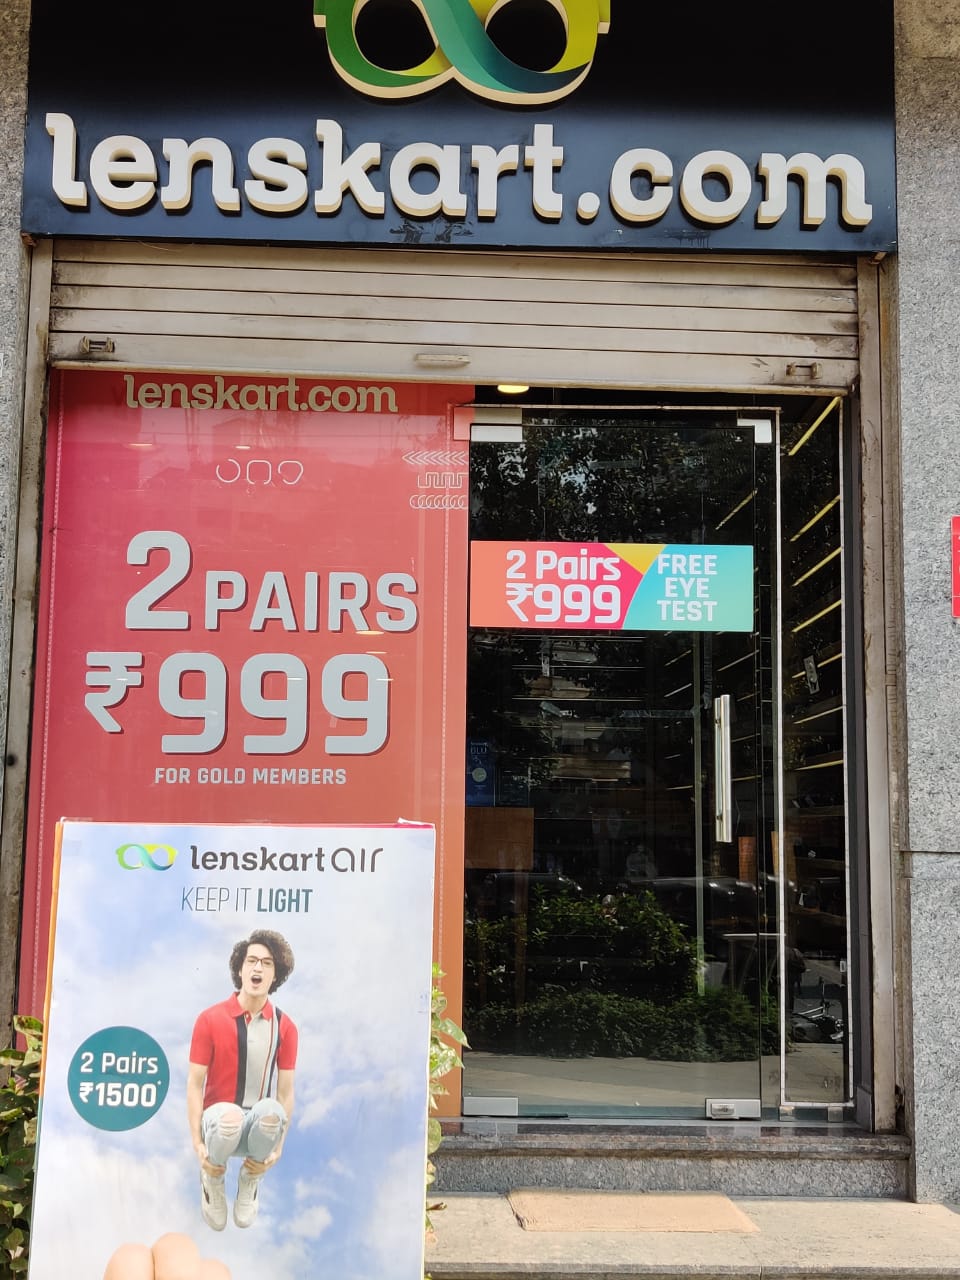 lenskart.com
lenskart.com
2 PAIRS
₹999
FOR GOLD MEMBERS
2 Pairs
₹999
FREE
EYE
TEST
lenskart air
KEEP IT LIGHT
2 Pairs
₹1500*